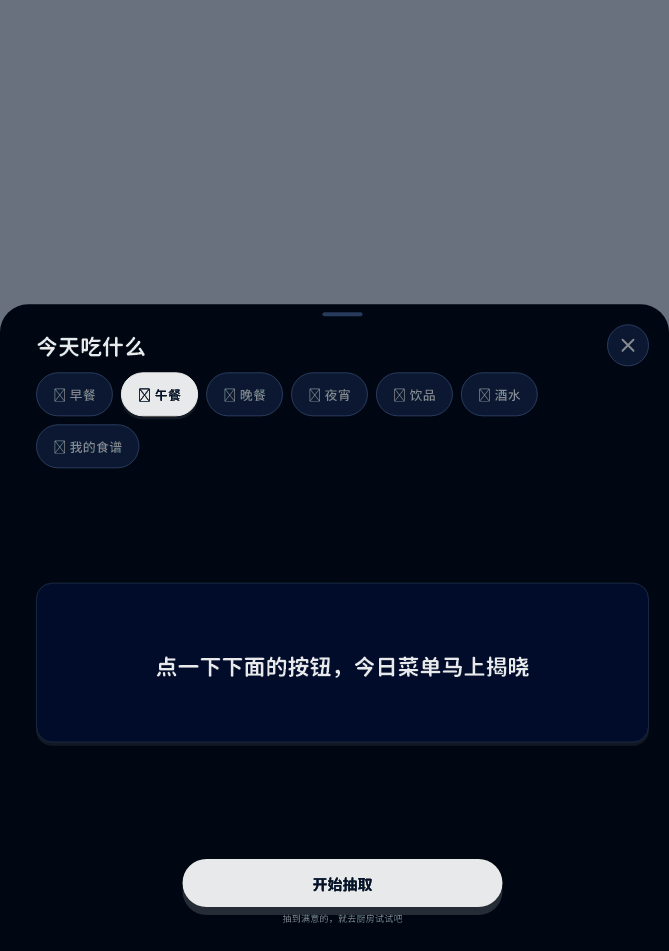 今天吃什么
早餐 午餐 晚餐 夜宵 饮品 酒水
我的食谱
点一下下面的按钮，今日菜单马上揭晓
开始抽取
抽到满意的，就去厨房试试吧